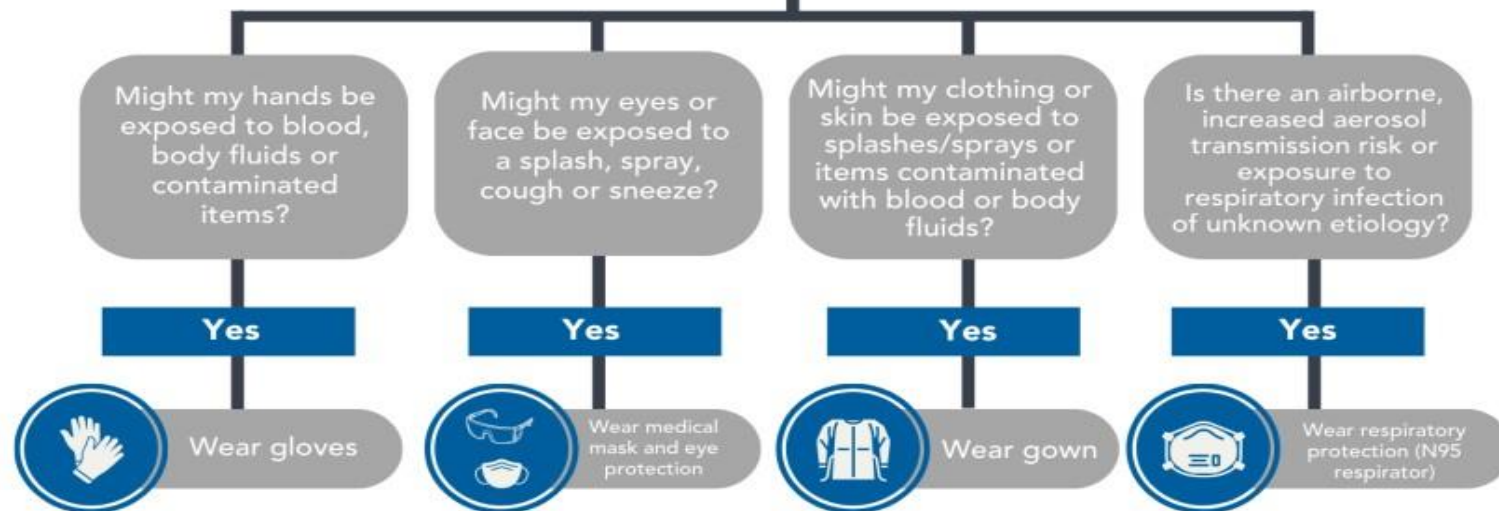 Might my hands be
exposed to blood,
body fluids or
contaminated
items?
Might my eyes or
face be exposed to
a splash, spray,
cough or sneeze?
Might my clothing or
skin be exposed to
splashes/sprays or
items contaminated
with blood or body
fluids?
Is there an airborne,
increased aerosol
transmission risk or
exposure to
respiratory infection
of unknown etiology?
Yes
Yes
Yes
Yes
Wear gloves
Wear medical
mask and eye
protection
Wear gown
Wear respiratory
protection (N95
respirator)